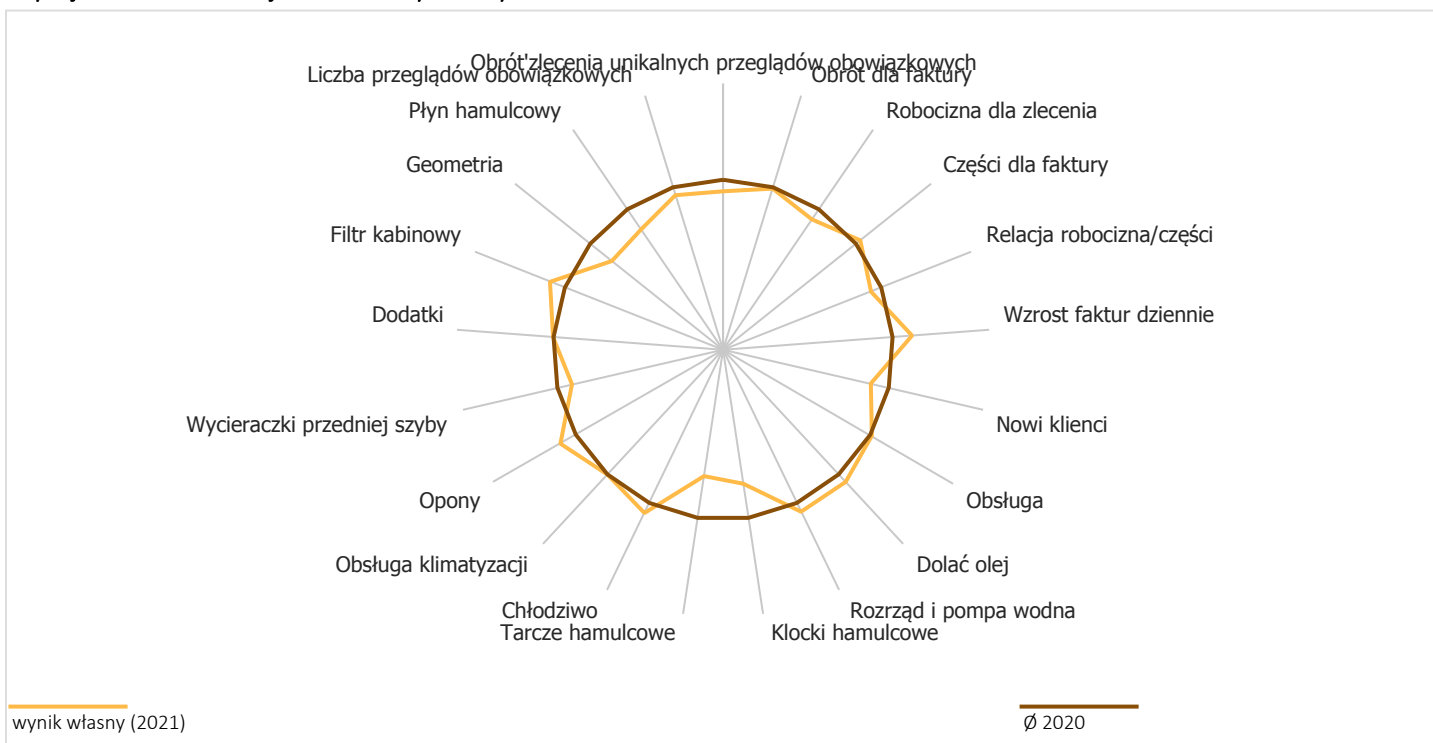 Obrót'zlecenia unikalnych przeglądów obowiązkowych
Obrót dla faktury
Robocizna dla zlecenia
Części dla faktury
Relacja robocizna/części
Wzrost faktur dziennie
Nowi klienci
Obsługa
Dolać olej
Rozrząd i pompa wodna
Klocki hamulcowe
Tarcze hamulcowe
Chłodziwo
Obsługa klimatyzacji
Opony
Wycieraczki przedniej szyby
Dodatki
Filtr kabinowy
Geometria
Płyn hamulcowy
Liczba przeglądów obowiązkowych
wynik własny (2021)
Ø 2020